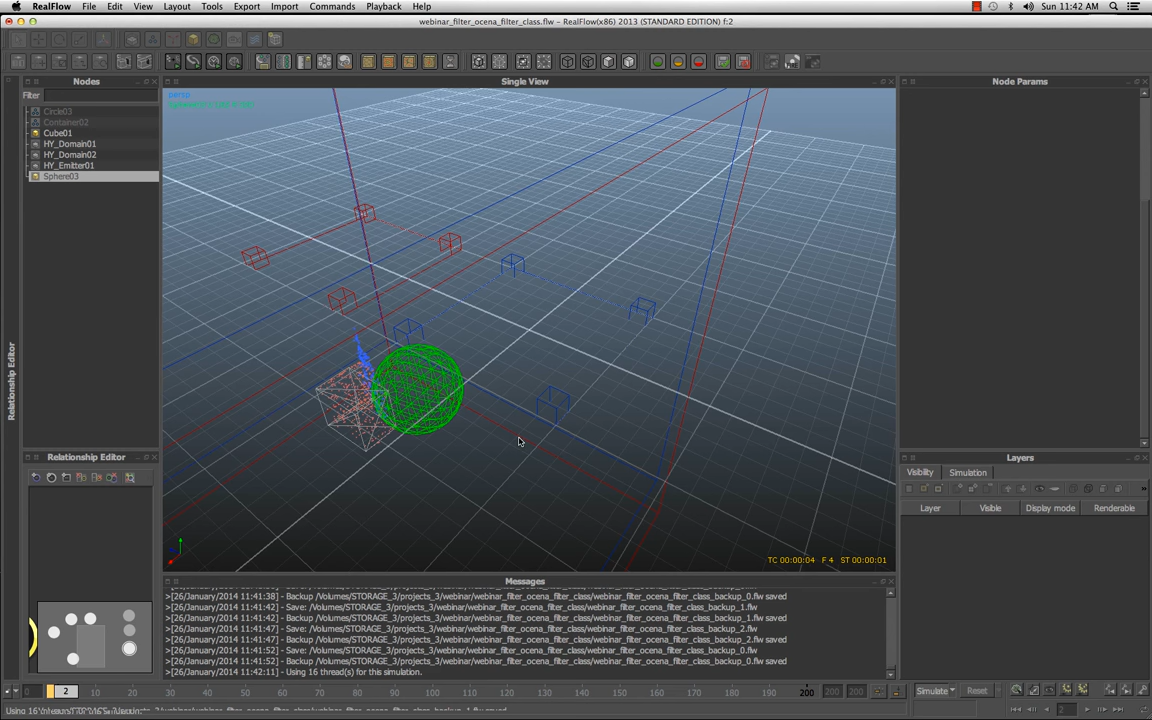 RealFlow File Edit View Layout Tools Export Import Commands Playback Help Sun 11:42 AM
webinar_filter_ocena_filter_class.flw - RealFlow(x86) 2013 (STANDARD EDITION) f:2
Nodes
Single View
Node Params
Filter
persp
Circle03
Container02
Cube01
HY_Domain01
HY_Domain02
HY_Emitter01
Sphere03
Relationship Editor
Relationship Editor
Layers
Visibility Simulation
Layer Visible Display mode Renderable
TC 00:00:04 F 4 ST 00:00:01
Messages
>[26/January/2014 11:41:38] - Backup /Volumes/STORAGE_3/projects_3/webinar/webinar_filter_ocena_filter_class/webinar_filter_ocena_filter_class_backup_0.flw saved
>[26/January/2014 11:41:42] - Save: /Volumes/STORAGE_3/projects_3/webinar/webinar_filter_ocena_filter_class/webinar_filter_ocena_filter_class_backup_1.flw
>[26/January/2014 11:41:42] - Backup /Volumes/STORAGE_3/projects_3/webinar/webinar_filter_ocena_filter_class/webinar_filter_ocena_filter_class_backup_1.flw saved
>[26/January/2014 11:41:47] - Save: /Volumes/STORAGE_3/projects_3/webinar/webinar_filter_ocena_filter_class/webinar_filter_ocena_filter_class_backup_2.flw
>[26/January/2014 11:41:47] - Backup /Volumes/STORAGE_3/projects_3/webinar/webinar_filter_ocena_filter_class/webinar_filter_ocena_filter_class_backup_2.flw saved
>[26/January/2014 11:41:52] - Save: /Volumes/STORAGE_3/projects_3/webinar/webinar_filter_ocena_filter_class/webinar_filter_ocena_filter_class_backup_0.flw
>[26/January/2014 11:41:52] - Backup /Volumes/STORAGE_3/projects_3/webinar/webinar_filter_ocena_filter_class/webinar_filter_ocena_filter_class_backup_0.flw saved
>[26/January/2014 11:42:11] - Using 16 thread(s) for this simulation.
0 2 10 20 30 40 50 60 70 80 90 100 110 120 130 140 150 160 170 180 190 200 200 200 Simulate Reset
2